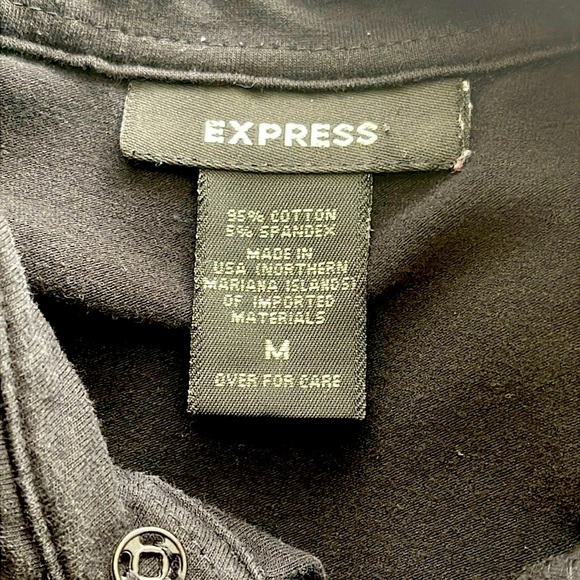 EXPRESS
95% COTTON
5% SPANDEX
MADE IN
USA (NORTHERN
MARIANA ISLANDS)
OF IMPORTED
MATERIALS
M
OVER FOR CARE